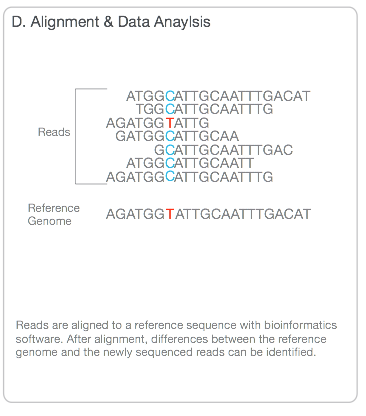 D. Alignment & Data Anaylsis
ATGGCATTGCAATTTGACAT
TGGCATTGCAATTTG
AGATGGTATTG
Reads
GATGGCATTGCAA
GCATTGCAATTTGAC
ATGGCATTGCAATT
AGATGGCATTGCAATTTG
Reference
Genome
AGATGGTATTGCAATTTGACAT
Reads are aligned to a reference sequence with bioinformatics
software. After alignment, differences between the reference
genome and the newly sequenced reads can be identified.